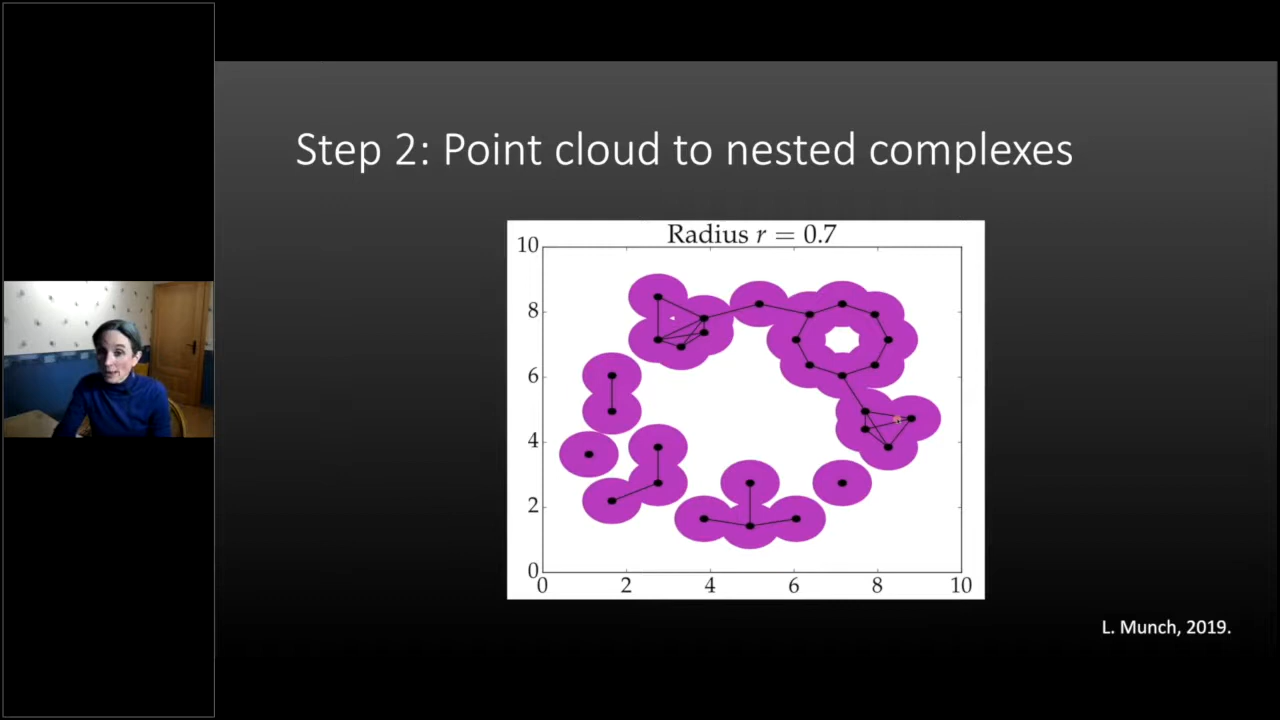 Step 2: Point cloud to nested complexes
Radius r = 0.7
10
8
6
4
2
0
0 2 4 6 8 10
L. Munch, 2019.